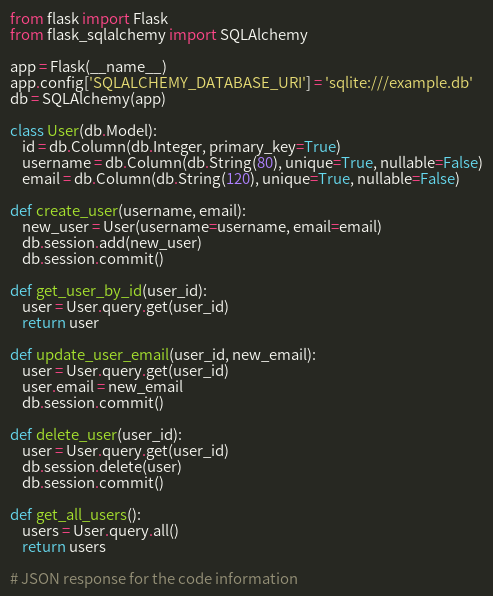 from flask import Flask
from flask_sqlalchemy import SQLAlchemy
app = Flask(__name__)
app.config['SQLALCHEMY_DATABASE_URI'] = 'sqlite:///example.db'
db = SQLAlchemy(app)
class User(db.Model):
    id = db.Column(db.Integer, primary_key=True)
    username = db.Column(db.String(80), unique=True, nullable=False)
    email = db.Column(db.String(120), unique=True, nullable=False)
def create_user(username, email):
    new_user = User(username=username, email=email)
    db.session.add(new_user)
    db.session.commit()
def get_user_by_id(user_id):
    user = User.query.get(user_id)
    return user
def update_user_email(user_id, new_email):
    user = User.query.get(user_id)
    user.email = new_email
    db.session.commit()
def delete_user(user_id):
    user = User.query.get(user_id)
    db.session.delete(user)
    db.session.commit()
def get_all_users():
    users = User.query.all()
    return users
# JSON response for the code information